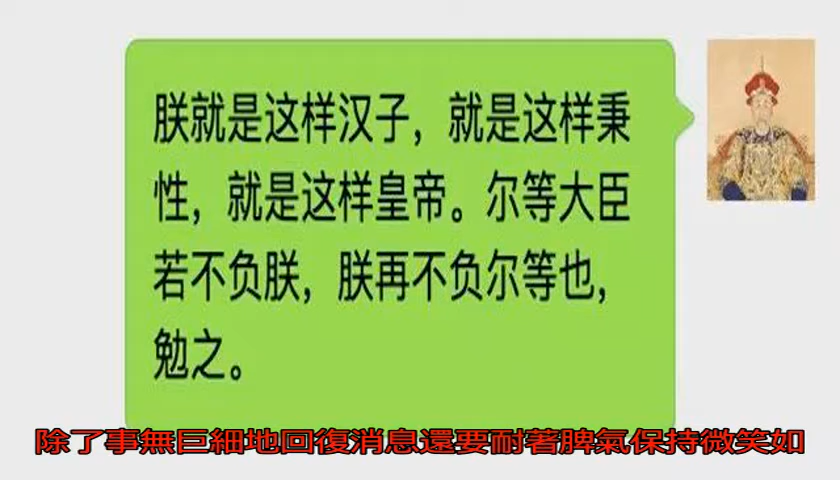 朕就是这样汉子，就是这样秉
性，就是这样皇帝。尔等大臣
若不负朕，朕再不负尔等也，
勉之。
除了事無巨細地回復消息還要耐著脾氣保持微笑如